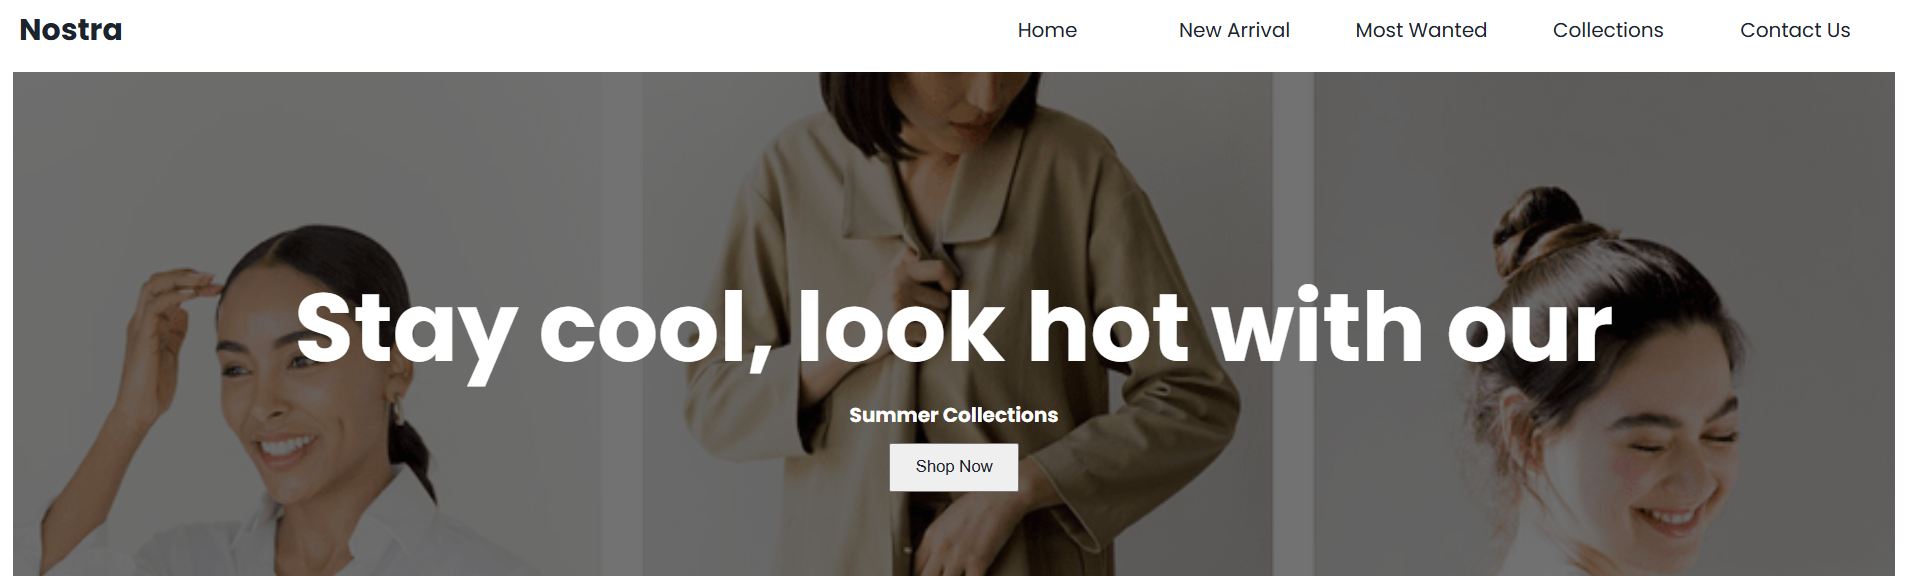 Nostra Home New Arrival Most Wanted Collections Contact Us
Stay cool, look hot with our
Summer Collections
Shop Now